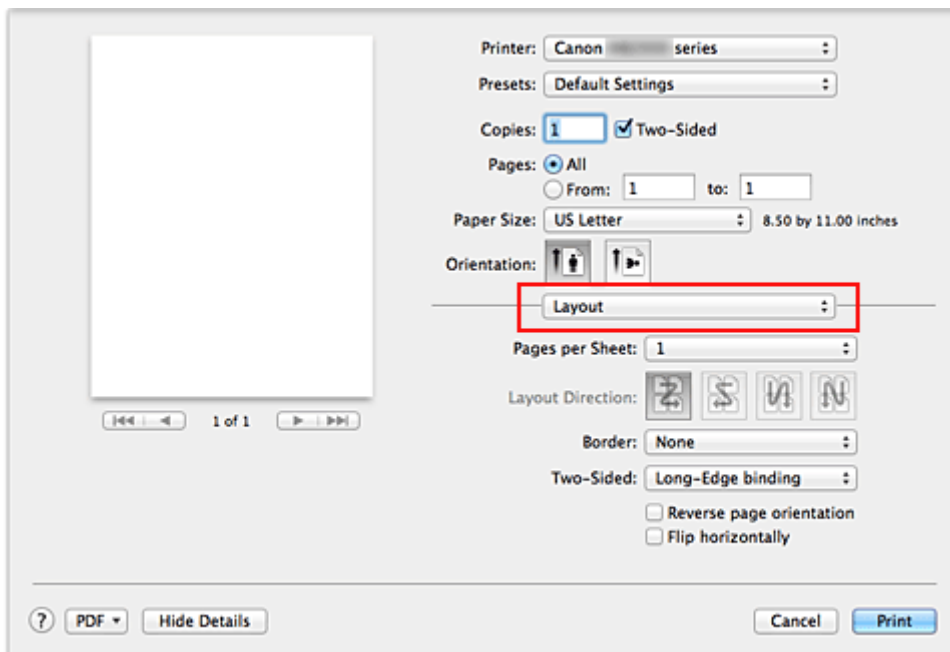 Printer: Canon series
Presets: Default Settings
Copies: 1 Two-Sided
Pages: All
From: 1 to: 1
Paper Size: US Letter 8.50 by 11.00 inches
Orientation:
Layout
Pages per Sheet: 1
Layout Direction:
Border: None
Two-Sided: Long-Edge binding
Reverse page orientation
Flip horizontally
1 of 1
? PDF Hide Details Cancel Print